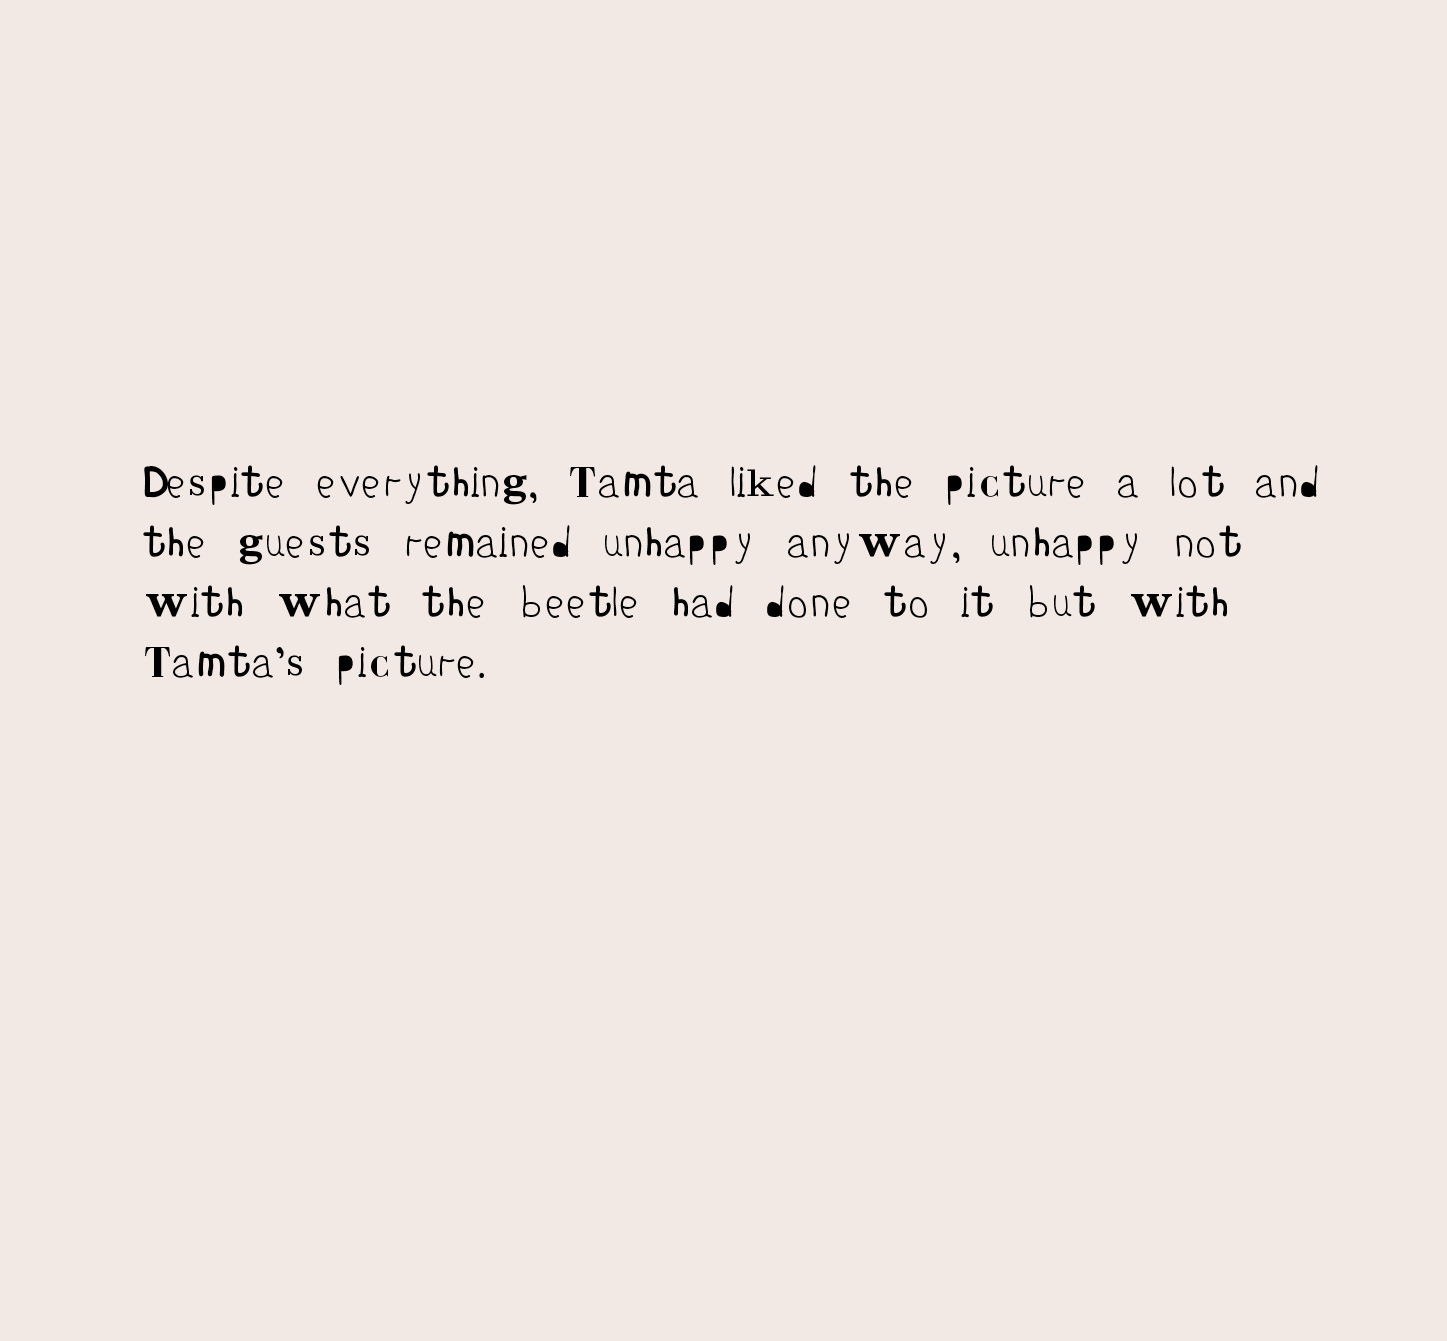 Despite everything, Tamta liked the picture a lot and
the guests remained unhappy anyway, unhappy not
with what the beetle had done to it but with
Tamta’s picture.